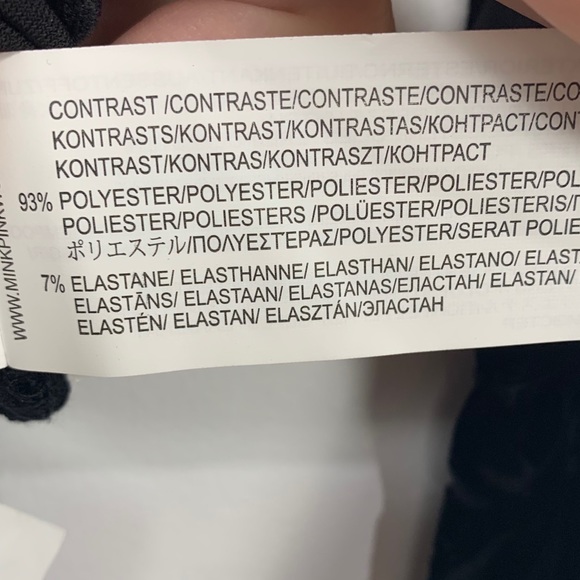 CONTRAST /CONTRASTE/CONTRASTE/CONTRASTE/CO
KONTRASTS/KONTRAST/KONTRASTAS/КОНТРАСТ/CON
KONTRAST/KONTRAS/KONTRASZT/КОНТРАСТ
93% POLYESTER/POLYESTER/POLIESTER/POLIESTER/POL
POLIESTER/POLIESTERS /POLÜESTER/POLIESTERIS/П
ポリエステル/ΠΟΛΥΕΣΤΕΡΑΣ/POLYESTER/SERAT POLIE
7% ELASTANE/ ELASTHANNE/ ELASTHAN/ ELASTANO/ ELAST
ELASTĀNS/ ELASTAAN/ ELASTANAS/ЕЛАСТАН/ ELASTAN/
ELASTÉN/ ELASTAN/ ELASZTÁN/ЭЛАСТАН
WWW.MINKPINK